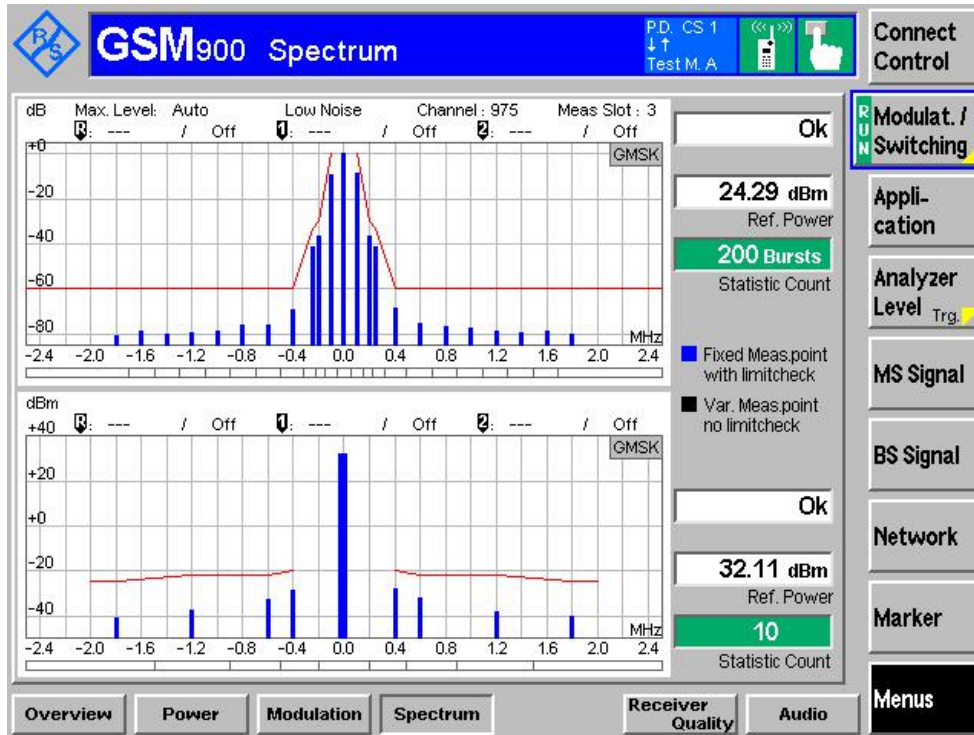 R&S
GSM900 Spectrum
P.D. CS 1
↓↑
Test M. A
Connect Control
dB Max. Level: Auto Low Noise Channel : 975 Meas Slot : 3
R: --- / Off 1: --- / Off 2: --- / Off
GMSK
+0
-20
-40
-60
-80
MHz
-2.4 -2.0 -1.6 -1.2 -0.8 -0.4 0.0 0.4 0.8 1.2 1.6 2.0 2.4
Ok
24.29 dBm
Ref. Power
200 Bursts
Statistic Count
Fixed Meas.point
with limitcheck
Var. Meas.point
no limitcheck
dBm
R: --- / Off 1: --- / Off 2: --- / Off
GMSK
+40
+20
+0
-20
-40
MHz
-2.4 -2.0 -1.6 -1.2 -0.8 -0.4 0.0 0.4 0.8 1.2 1.6 2.0 2.4
Ok
32.11 dBm
Ref. Power
10
Statistic Count
RUN
Modulat. /
Switching
Appli-
cation
Analyzer
Level Trg.
MS Signal
BS Signal
Network
Marker
Menus
Overview Power Modulation Spectrum Receiver Quality Audio